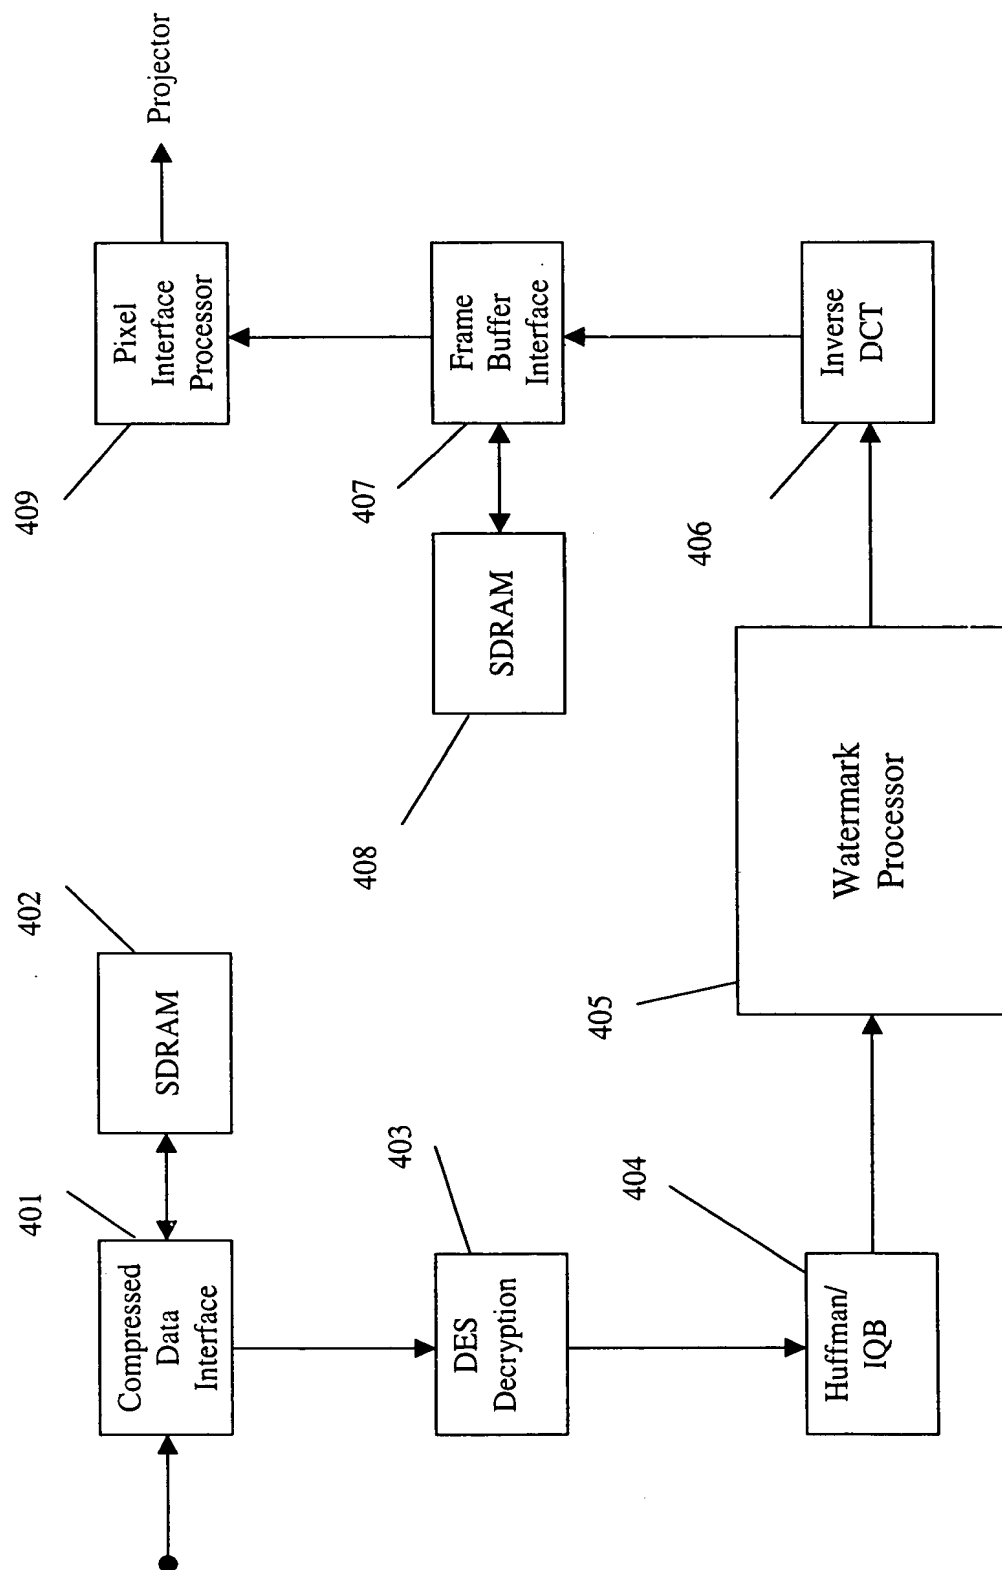 401
Compressed
Data
Interface
402
SDRAM
403
DES
Decryption
404
Huffman/
IQB
405
Watermark
Processor
406
Inverse
DCT
407
Frame
Buffer
Interface
408
SDRAM
409
Pixel
Interface
Processor
Projector